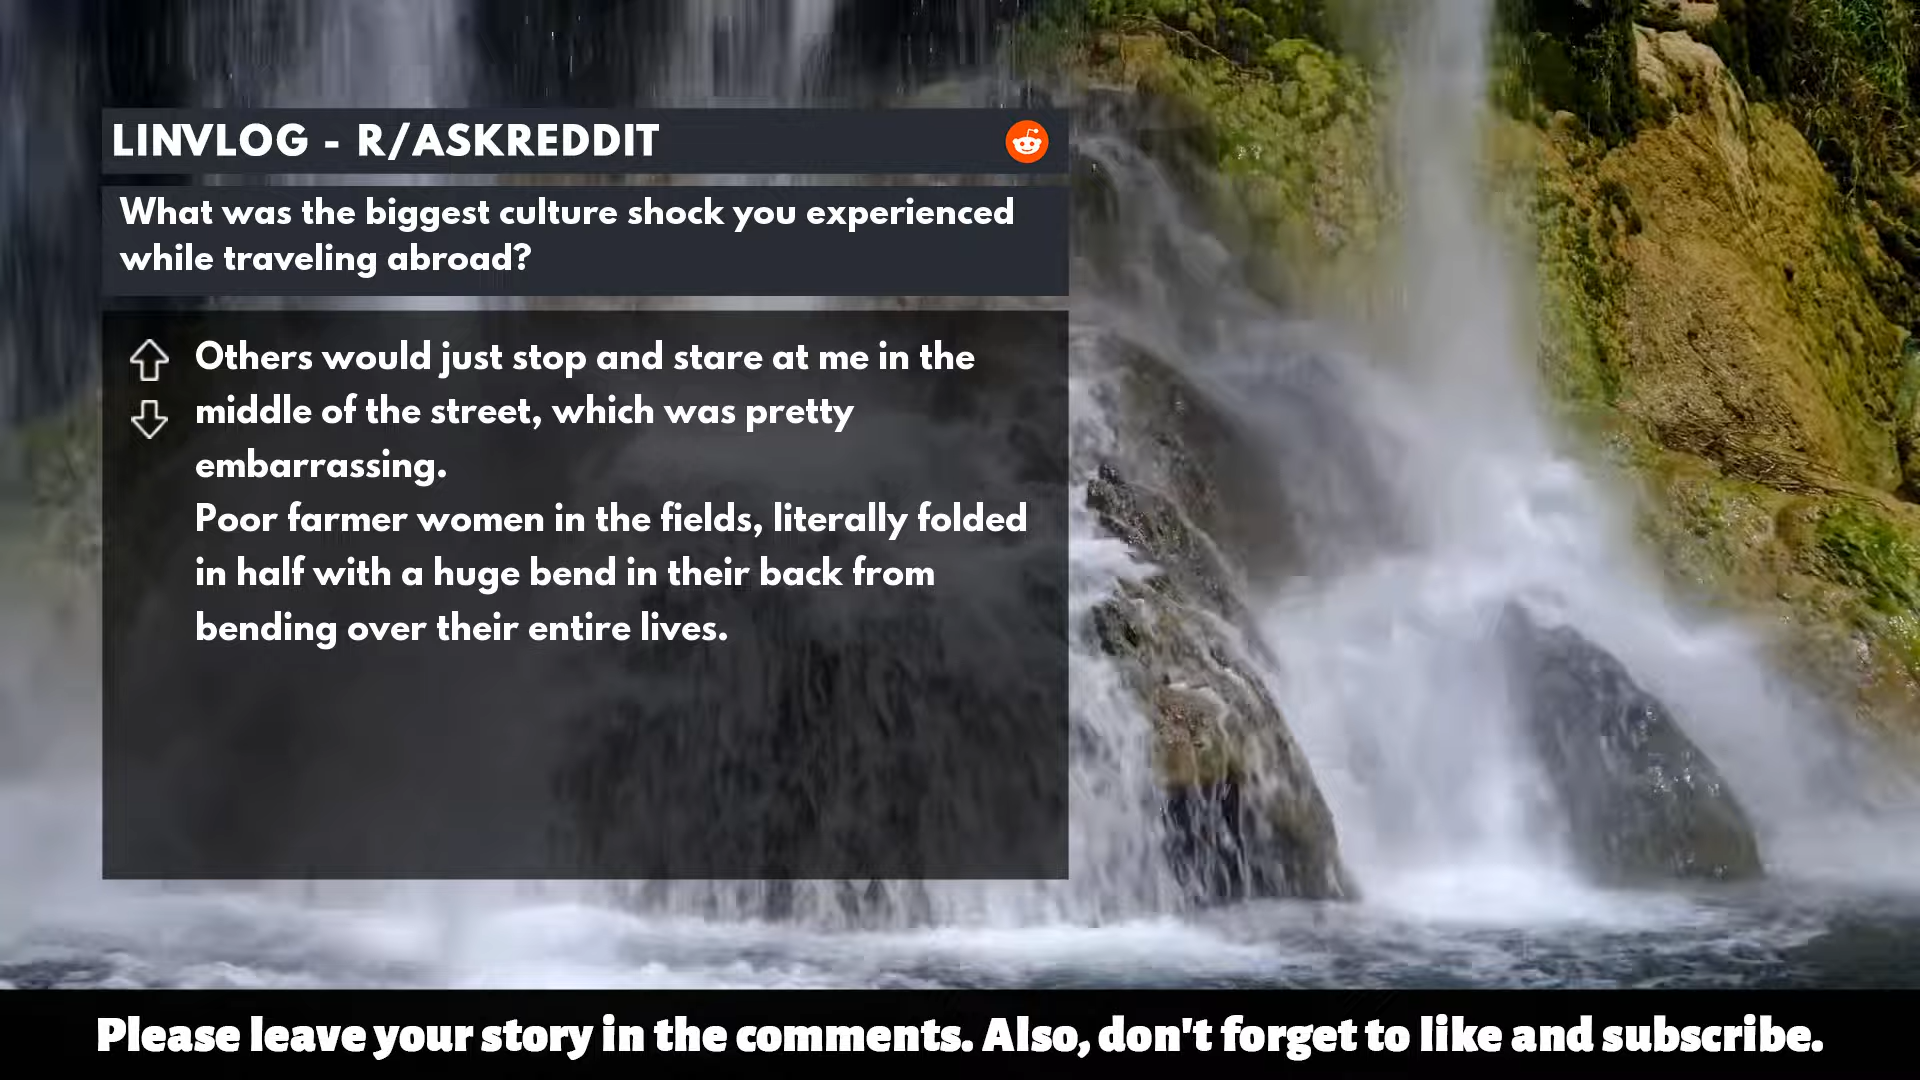 LINVLOG - R/ASKREDDIT
What was the biggest culture shock you experienced
while traveling abroad?
Others would just stop and stare at me in the
middle of the street, which was pretty
embarrassing.
Poor farmer women in the fields, literally folded
in half with a huge bend in their back from
bending over their entire lives.
Please leave your story in the comments. Also, don't forget to like and subscribe.